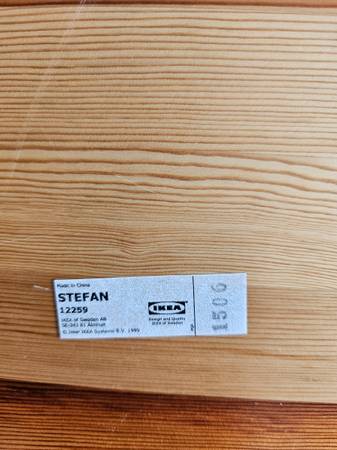 Made in China
STEFAN
12259
IKEA of Sweden AB
SE-343 81 Älmhult
© Inter IKEA Systems B.V. 1999
IKEA
Design and Quality
IKEA of Sweden
1506